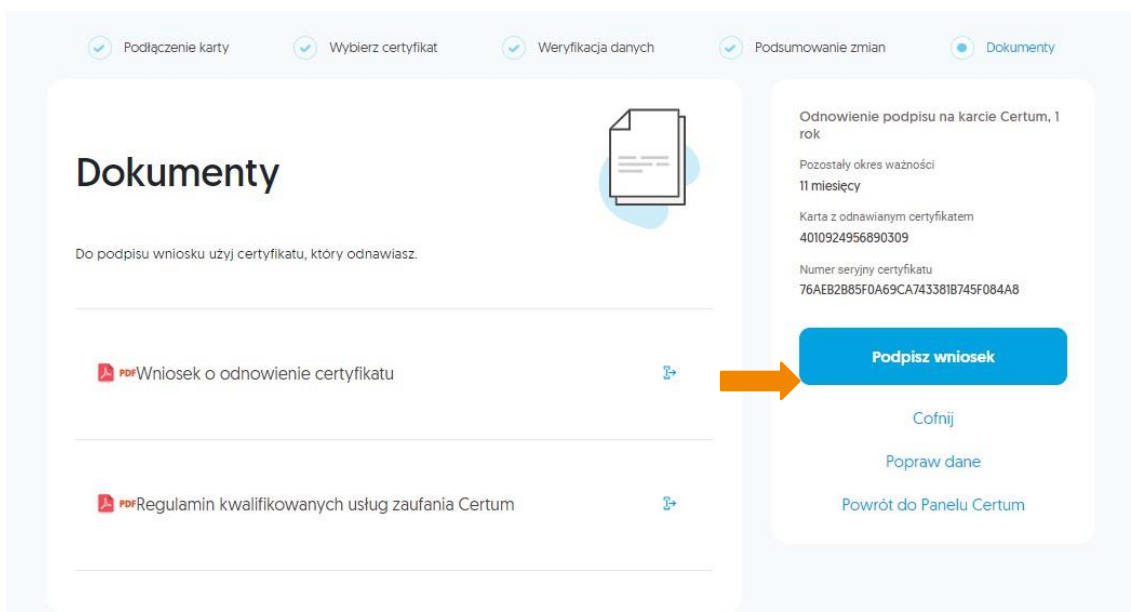 Podłączenie karty
Wybierz certyfikat
Weryfikacja danych
Podsumowanie zmian
Dokumenty
Dokumenty
Do podpisu wniosku użyj certyfikatu, który odnawiasz.
PDF Wniosek o odnowienie certyfikatu
PDF Regulamin kwalifikowanych usług zaufania Certum
Odnowienie podpisu na karcie Certum, 1
rok
Pozostały okres ważności
11 miesięcy
Karta z odnawianym certyfikatem
4010924956890309
Numer seryjny certyfikatu
76AEB2B85F0A69CA743381B745F084A8
Podpisz wniosek
Cofnij
Popraw dane
Powrót do Panelu Certum